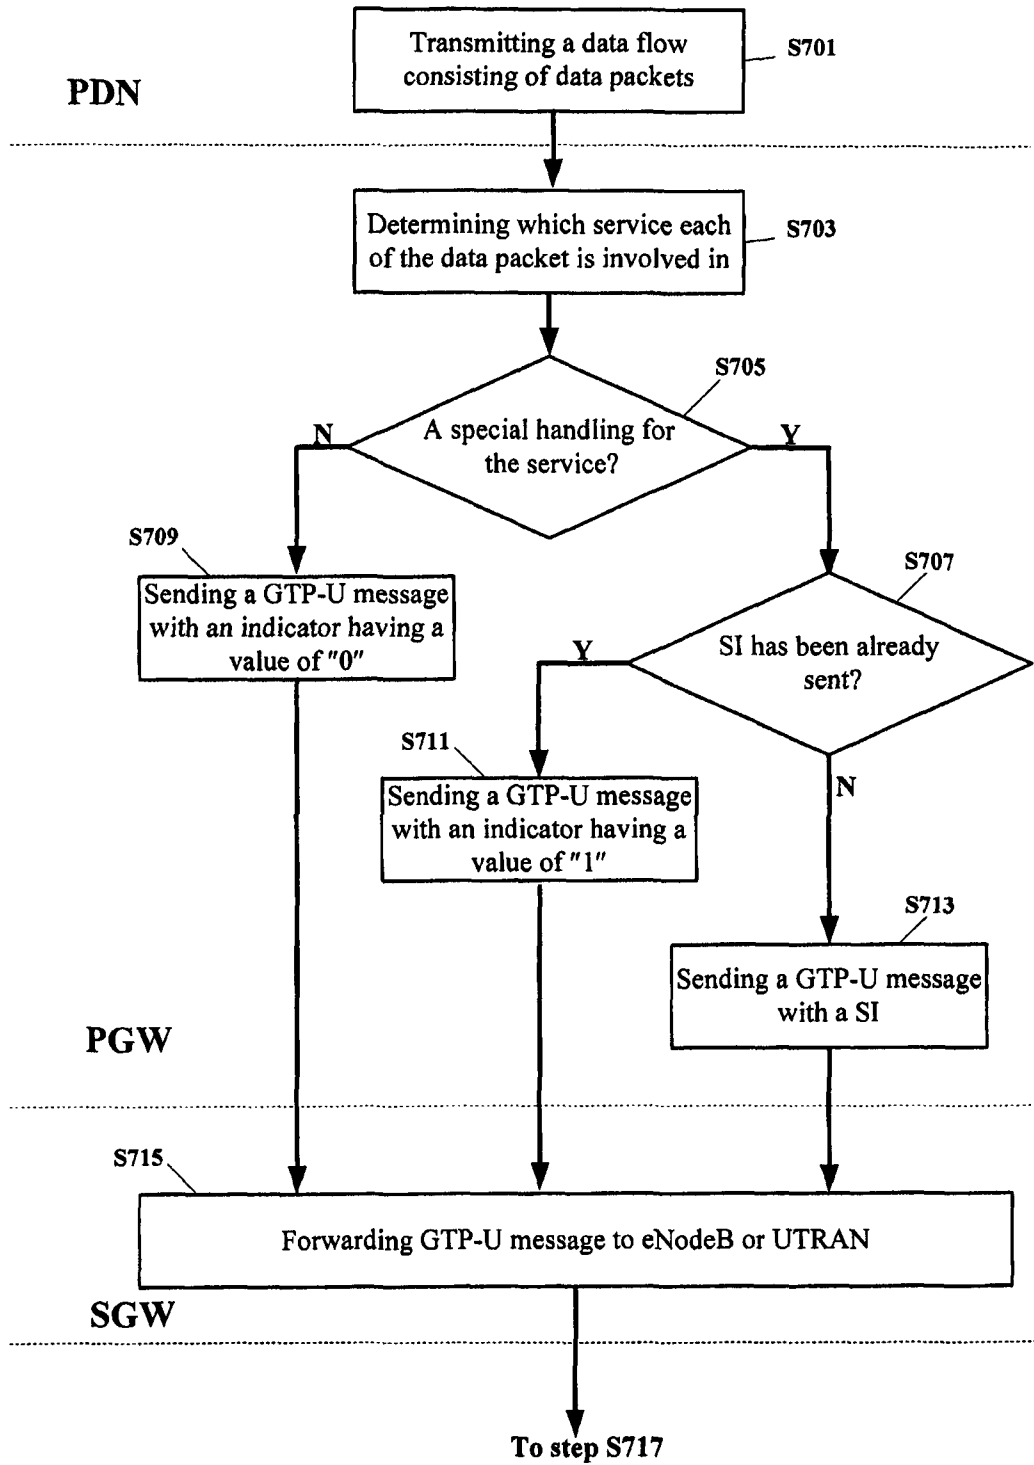 Transmitting a data flow
consisting of data packets
S701
PDN
Determining which service each
of the data packet is involved in
S703
S705
A special handling for
the service?
N
Y
S709
Sending a GTP-U message
with an indicator having a
value of "0"
S707
SI has been already
sent?
Y
N
S711
Sending a GTP-U message
with an indicator having a
value of "1"
S713
Sending a GTP-U message
with a SI
PGW
S715
Forwarding GTP-U message to eNodeB or UTRAN
SGW
To step S717